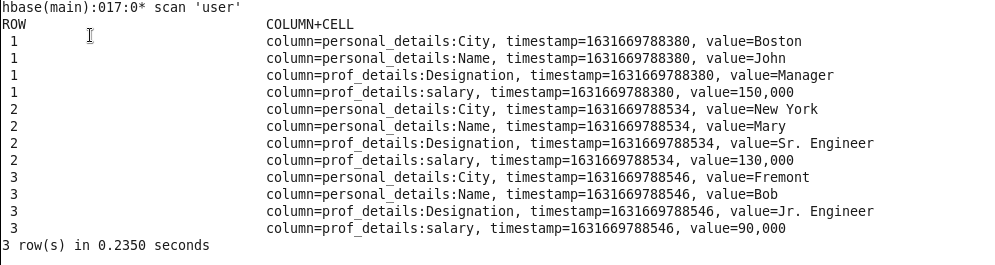 hbase(main):017:0* scan 'user'
ROW COLUMN+CELL
1 column=personal_details:City, timestamp=1631669788380, value=Boston
1 column=personal_details:Name, timestamp=1631669788380, value=John
1 column=prof_details:Designation, timestamp=1631669788380, value=Manager
1 column=prof_details:salary, timestamp=1631669788380, value=150,000
2 column=personal_details:City, timestamp=1631669788534, value=New York
2 column=personal_details:Name, timestamp=1631669788534, value=Mary
2 column=prof_details:Designation, timestamp=1631669788534, value=Sr. Engineer
2 column=prof_details:salary, timestamp=1631669788534, value=130,000
3 column=personal_details:City, timestamp=1631669788546, value=Fremont
3 column=personal_details:Name, timestamp=1631669788546, value=Bob
3 column=prof_details:Designation, timestamp=1631669788546, value=Jr. Engineer
3 column=prof_details:salary, timestamp=1631669788546, value=90,000
3 row(s) in 0.2350 seconds